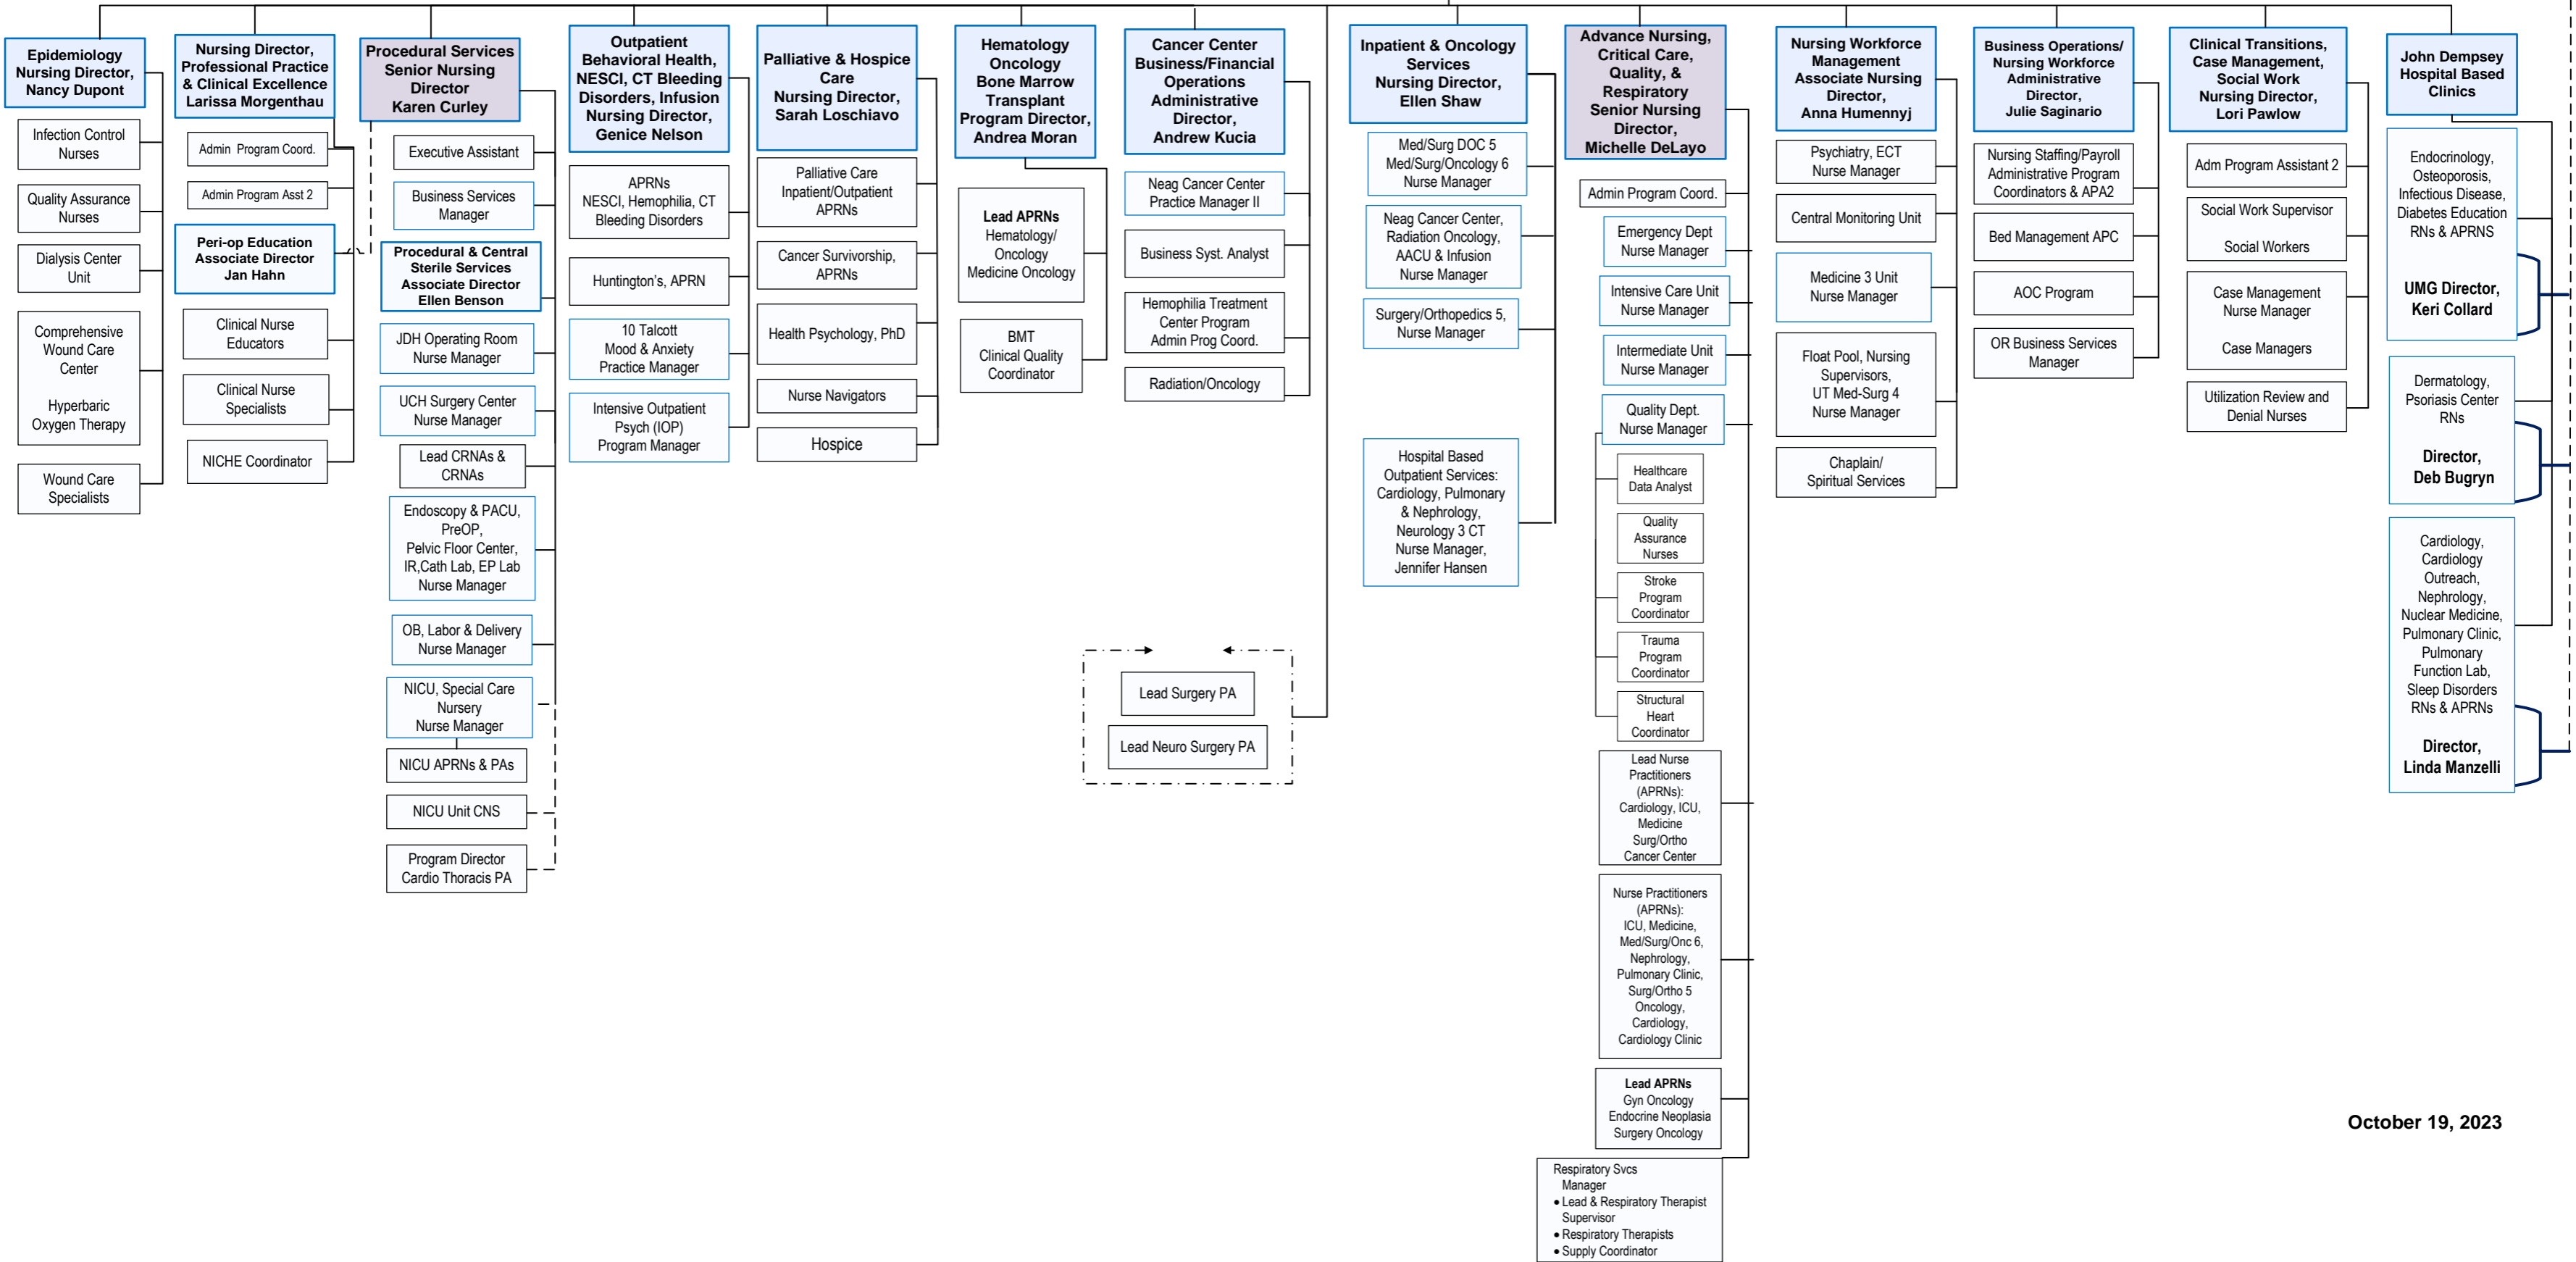 Epidemiology
Nursing Director,
Nancy Dupont
Infection Control
Nurses
Quality Assurance
Nurses
Dialysis Center
Unit
Comprehensive
Wound Care
Center
Hyperbaric
Oxygen Therapy
Wound Care
Specialists
Nursing Director,
Professional Practice
& Clinical Excellence
Larissa Morgenthau
Admin Program Coord.
Admin Program Asst 2
Peri-op Education
Associate Director
Jan Hahn
Clinical Nurse
Educators
Clinical Nurse
Specialists
NICHE Coordinator
Procedural Services
Senior Nursing
Director
Karen Curley
Executive Assistant
Business Services
Manager
Procedural & Central
Sterile Services
Associate Director
Ellen Benson
JDH Operating Room
Nurse Manager
UCH Surgery Center
Nurse Manager
Lead CRNAs &
CRNAs
Endoscopy & PACU,
PreOP,
Pelvic Floor Center,
IR,Cath Lab, EP Lab
Nurse Manager
OB, Labor & Delivery
Nurse Manager
NICU, Special Care
Nursery
Nurse Manager
NICU APRNs & PAs
NICU Unit CNS
Program Director
Cardio Thoracis PA
Outpatient
Behavioral Health,
NESCI, CT Bleeding
Disorders, Infusion
Nursing Director,
Genice Nelson
APRNs
NESCI, Hemophilia, CT
Bleeding Disorders
Huntington's, APRN
10 Talcott
Mood & Anxiety
Practice Manager
Intensive Outpatient
Psych (IOP)
Program Manager
Palliative & Hospice
Care
Nursing Director,
Sarah Loschiavo
Palliative Care
Inpatient/Outpatient
APRNs
Cancer Survivorship,
APRNs
Health Psychology, PhD
Nurse Navigators
Hospice
Hematology
Oncology
Bone Marrow
Transplant
Program Director,
Andrea Moran
Lead APRNs
Hematology/
Oncology
Medicine Oncology
BMT
Clinical Quality
Coordinator
Cancer Center
Business/Financial
Operations
Administrative
Director,
Andrew Kucia
Neag Cancer Center
Practice Manager II
Business Syst. Analyst
Hemophilia Treatment
Center Program
Admin Prog Coord.
Radiation/Oncology
Lead Surgery PA
Lead Neuro Surgery PA
Inpatient & Oncology
Services
Nursing Director,
Ellen Shaw
Med/Surg DOC 5
Med/Surg/Oncology 6
Nurse Manager
Neag Cancer Center,
Radiation Oncology,
AACU & Infusion
Nurse Manager
Surgery/Orthopedics 5,
Nurse Manager
Hospital Based
Outpatient Services:
Cardiology, Pulmonary
& Nephrology,
Neurology 3 CT
Nurse Manager,
Jennifer Hansen
Advance Nursing,
Critical Care,
Quality, &
Respiratory
Senior Nursing
Director,
Michelle DeLayo
Admin Program Coord.
Emergency Dept
Nurse Manager
Intensive Care Unit
Nurse Manager
Intermediate Unit
Nurse Manager
Quality Dept.
Nurse Manager
Healthcare
Data Analyst
Quality
Assurance
Nurses
Stroke
Program
Coordinator
Trauma
Program
Coordinator
Structural
Heart
Coordinator
Lead Nurse
Practitioners
(APRNs):
Cardiology, ICU,
Medicine
Surg/Ortho
Cancer Center
Nurse Practitioners
(APRNs):
ICU, Medicine,
Med/Surg/Onc 6,
Nephrology,
Pulmonary Clinic,
Surg/Ortho 5
Oncology,
Cardiology,
Cardiology Clinic
Lead APRNs
Gyn Oncology
Endocrine Neoplasia
Surgery Oncology
Respiratory Svcs
Manager
• Lead & Respiratory Therapist
Supervisor
• Respiratory Therapists
• Supply Coordinator
Nursing Workforce
Management
Associate Nursing
Director,
Anna Humennyj
Psychiatry, ECT
Nurse Manager
Central Monitoring Unit
Medicine 3 Unit
Nurse Manager
Float Pool, Nursing
Supervisors,
UT Med-Surg 4
Nurse Manager
Chaplain/
Spiritual Services
Business Operations/
Nursing Workforce
Administrative
Director,
Julie Saginario
Nursing Staffing/Payroll
Administrative Program
Coordinators & APA2
Bed Management APC
AOC Program
OR Business Services
Manager
Clinical Transitions,
Case Management,
Social Work
Nursing Director,
Lori Pawlow
Adm Program Assistant 2
Social Work Supervisor
Social Workers
Case Management
Nurse Manager
Case Managers
Utilization Review and
Denial Nurses
John Dempsey
Hospital Based
Clinics
Endocrinology,
Osteoporosis,
Infectious Disease,
Diabetes Education
RNs & APRNS
UMG Director,
Keri Collard
Dermatology,
Psoriasis Center
RNs
Director,
Deb Bugryn
Cardiology,
Cardiology
Outreach,
Nephrology,
Nuclear Medicine,
Pulmonary Clinic,
Pulmonary
Function Lab,
Sleep Disorders
RNs & APRNs
Director,
Linda Manzelli
October 19, 2023